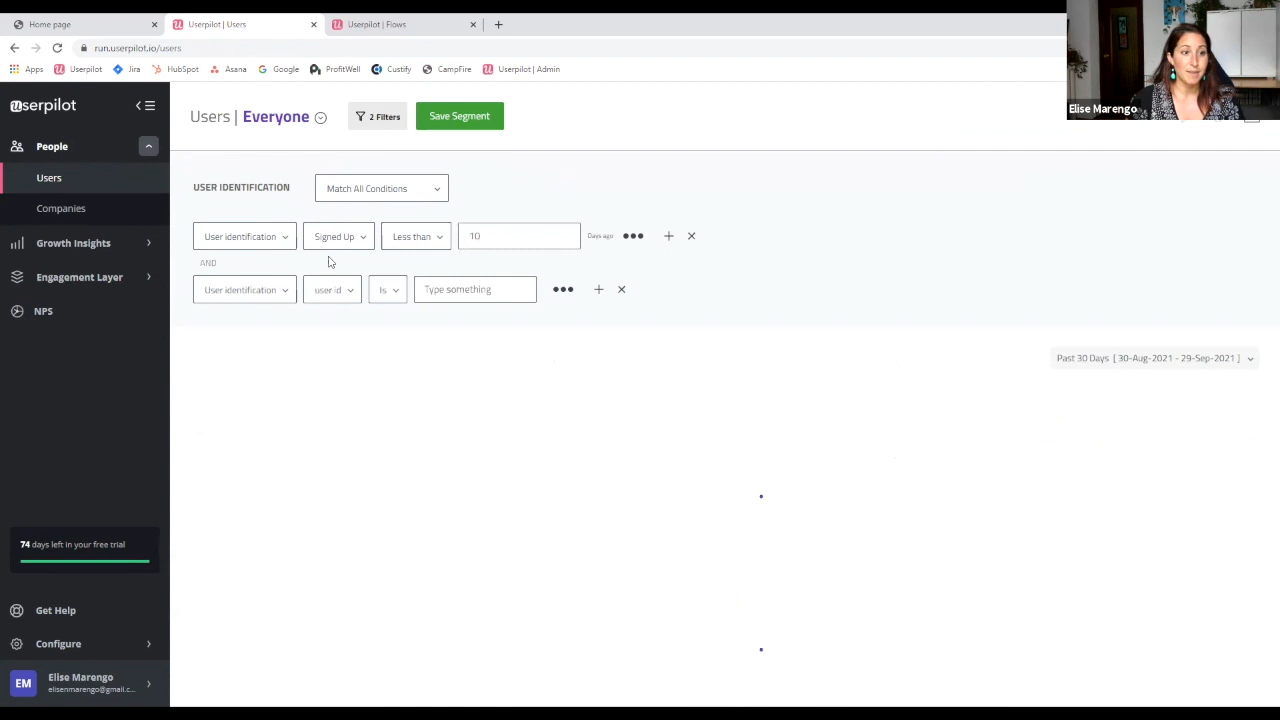 Home page
Userpilot | Users
Userpilot | Flows
run.userpilot.io/users
Apps Userpilot Jira HubSpot Asana Google ProfitWell Custify CampFire Userpilot | Admin
Elise Marengo
userpilot
Users | Everyone 2 Filters Save Segment
People
Users
Companies
Growth Insights
Engagement Layer
NPS
USER IDENTIFICATION Match All Conditions
User identification Signed Up Less than 10 Days ago
AND
User identification user id Is Type something
Past 30 Days [ 30-Aug-2021 - 29-Sep-2021 ]
74 days left in your free trial
Get Help
Configure
EM Elise Marengo
elisenmarengo@gmail.c...